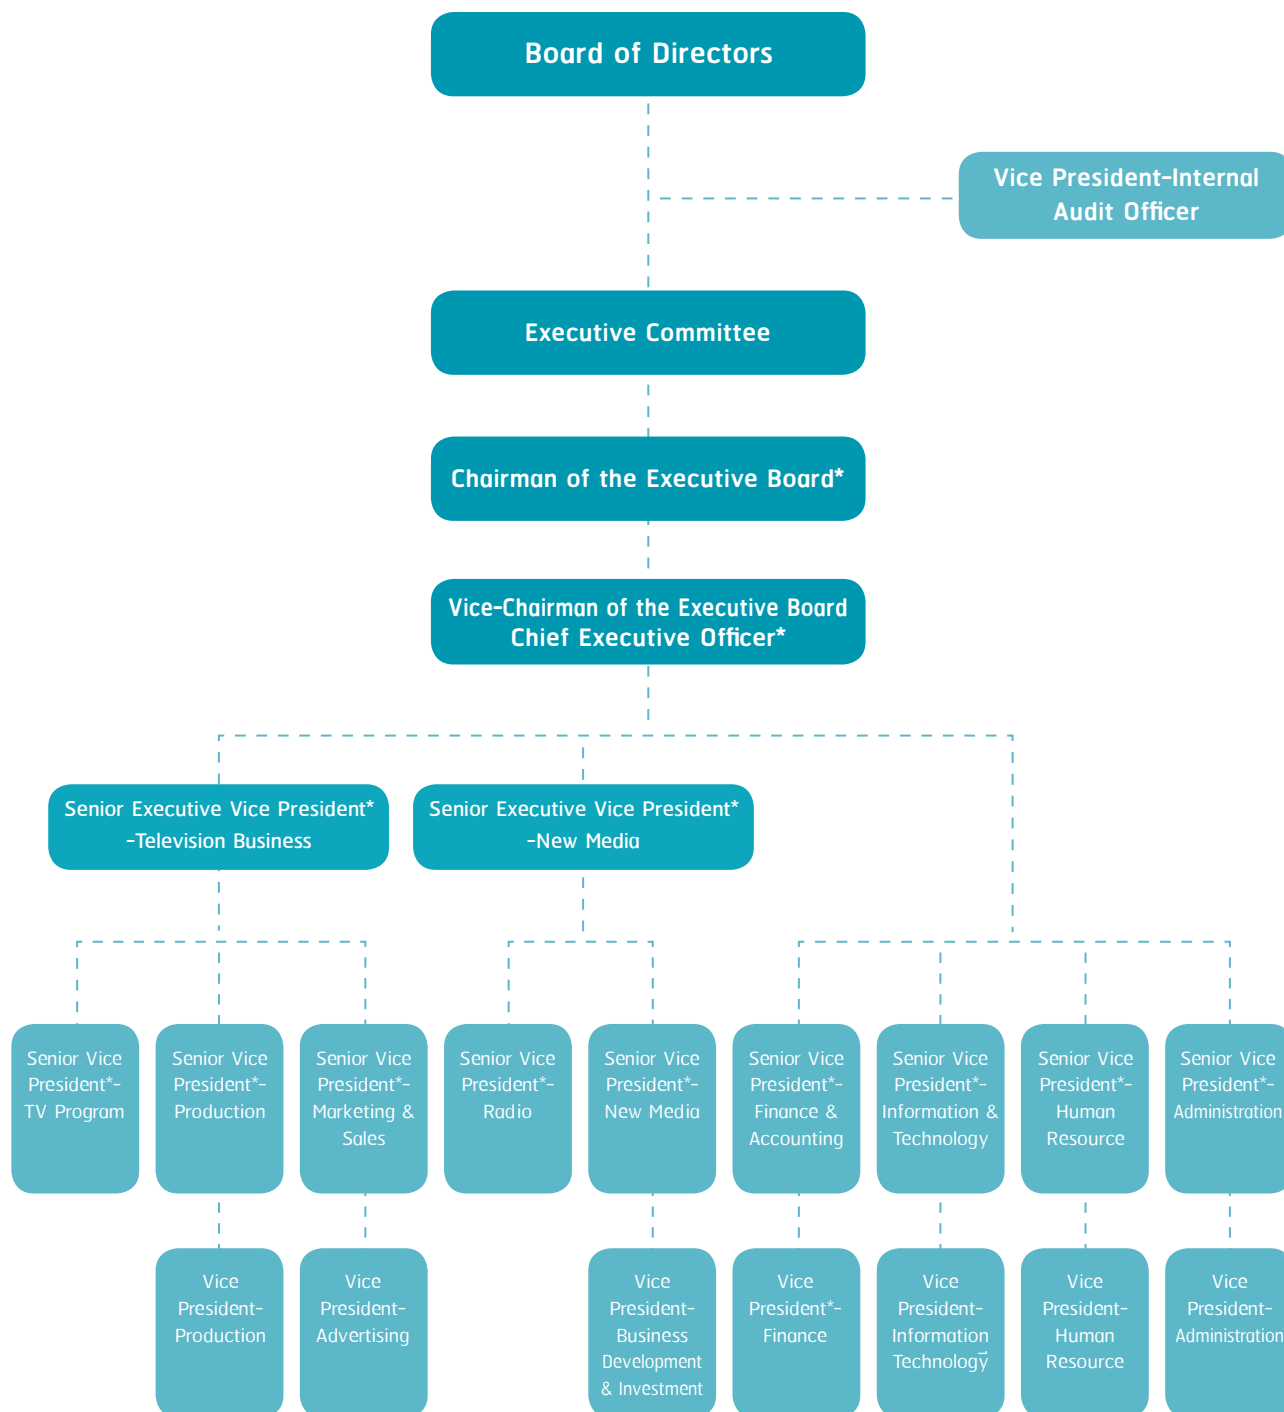 Board of Directors
Vice President-Internal
Audit Officer
Executive Committee
Chairman of the Executive Board*
Vice-Chairman of the Executive Board
Chief Executive Officer*
Senior Executive Vice President*
-Television Business
Senior Executive Vice President*
-New Media
Senior Vice
President*-
TV Program
Senior Vice
President*-
Production
Senior Vice
President*-
Marketing &
Sales
Senior Vice
President*-
Radio
Senior Vice
President*-
New Media
Senior Vice
President*-
Finance &
Accounting
Senior Vice
President*-
Information &
Technology
Senior Vice
President*-
Human
Resource
Senior Vice
President*-
Administration
Vice
President-
Production
Vice
President-
Advertising
Vice
President-
Business
Development
& Investment
Vice
President*-
Finance
Vice
President-
Information
Technology
Vice
President-
Human
Resource
Vice
President-
Administration